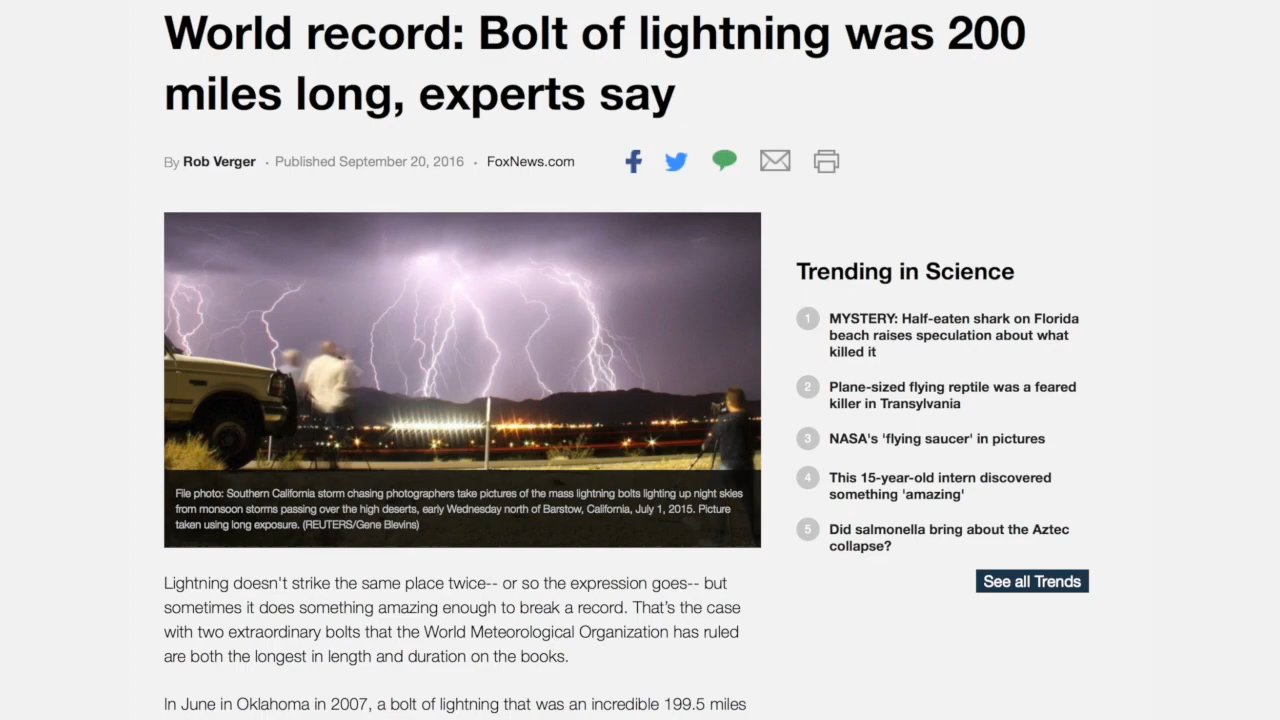 World record: Bolt of lightning was 200
miles long, experts say
By Rob Verger · Published September 20, 2016 · FoxNews.com
File photo: Southern California storm chasing photographers take pictures of the mass lightning bolts lighting up night skies
from monsoon storms passing over the high deserts, early Wednesday north of Barstow, California, July 1, 2015. Picture
taken using long exposure. (REUTERS/Gene Blevins)
Lightning doesn't strike the same place twice-- or so the expression goes-- but
sometimes it does something amazing enough to break a record. That's the case
with two extraordinary bolts that the World Meteorological Organization has ruled
are both the longest in length and duration on the books.
In June in Oklahoma in 2007, a bolt of lightning that was an incredible 199.5 miles
Trending in Science
1 MYSTERY: Half-eaten shark on Florida
beach raises speculation about what
killed it
2 Plane-sized flying reptile was a feared
killer in Transylvania
3 NASA's 'flying saucer' in pictures
4 This 15-year-old intern discovered
something 'amazing'
5 Did salmonella bring about the Aztec
collapse?
See all Trends